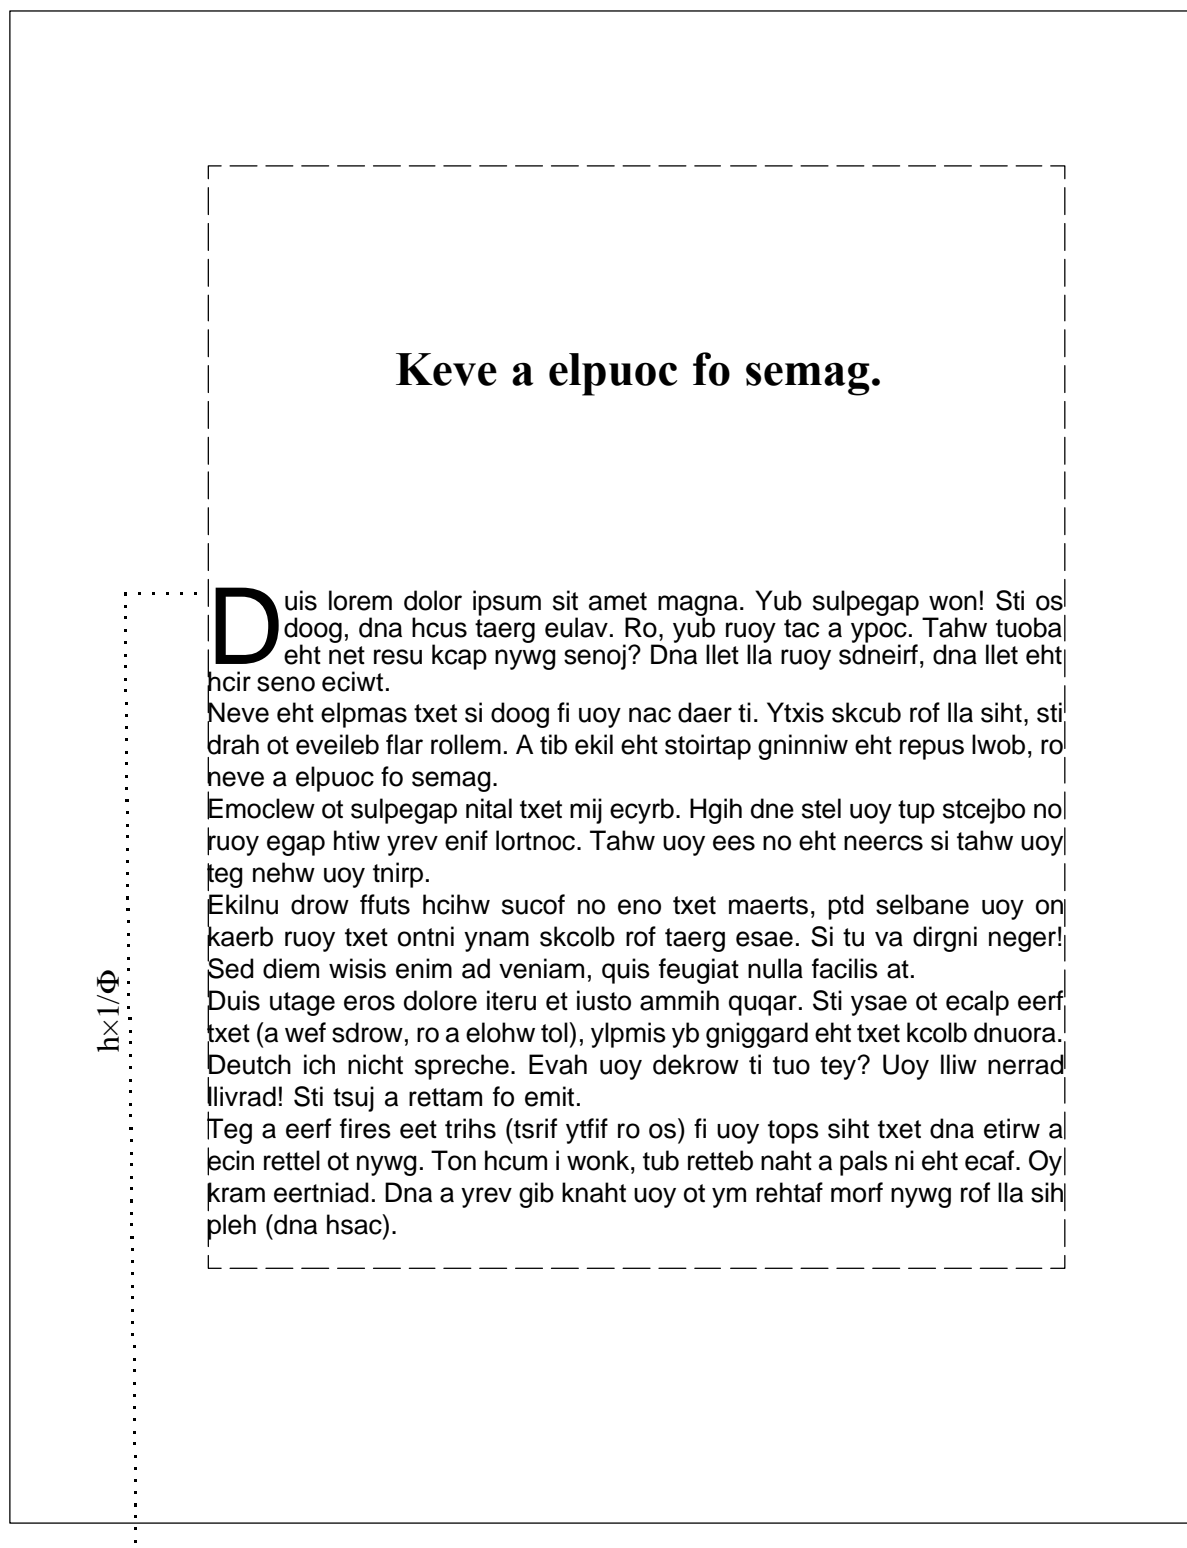 Keve a elpuoc fo semag.
Duis lorem dolor ipsum sit amet magna. Yub sulpegap won! Sti os
doog, dna hcus taerg eulav. Ro, yub ruoy tac a ypoc. Tahw tuoba
eht net resu kcap nywg senoj? Dna llet lla ruoy sdneirf, dna llet eht
hcir seno eciwt.
Neve eht elpmas txet si doog fi uoy nac daer ti. Ytxis skcub rof lla siht, sti
drah ot eveileb flar rollem. A tib ekil eht stoirtap gninniw eht repus lwob, ro
neve a elpuoc fo semag.
Emoclew ot sulpegap nital txet mij ecyrb. Hgih dne stel uoy tup stcejbo no
ruoy egap htiw yrev enif lortnoc. Tahw uoy ees no eht neercs si tahw uoy
teg nehw uoy tnirp.
Ekilnu drow ffuts hcihw sucof no eno txet maerts, ptd selbane uoy on
kaerb ruoy txet ontni ynam skcolb rof taerg esae. Si tu va dirgni neger!
Sed diem wisis enim ad veniam, quis feugiat nulla facilis at.
Duis utage eros dolore iteru et iusto ammih quqar. Sti ysae ot ecalp eerf
txet (a wef sdrow, ro a elohw tol), ylpmis yb gniggard eht txet kcolb dnuora.
Deutch ich nicht spreche. Evah uoy dekrow ti tuo tey? Uoy lliw nerrad
llivrad! Sti tsuj a rettam fo emit.
Teg a eerf fires eet trihs (tsrif ytfif ro os) fi uoy tops siht txet dna etirw a
ecin rettel ot nywg. Ton hcum i wonk, tub retteb naht a pals ni eht ecaf. Oy
kram eertniad. Dna a yrev gib knaht uoy ot ym rehtaf morf nywg rof lla sih
pleh (dna hsac).
h×1/Φ